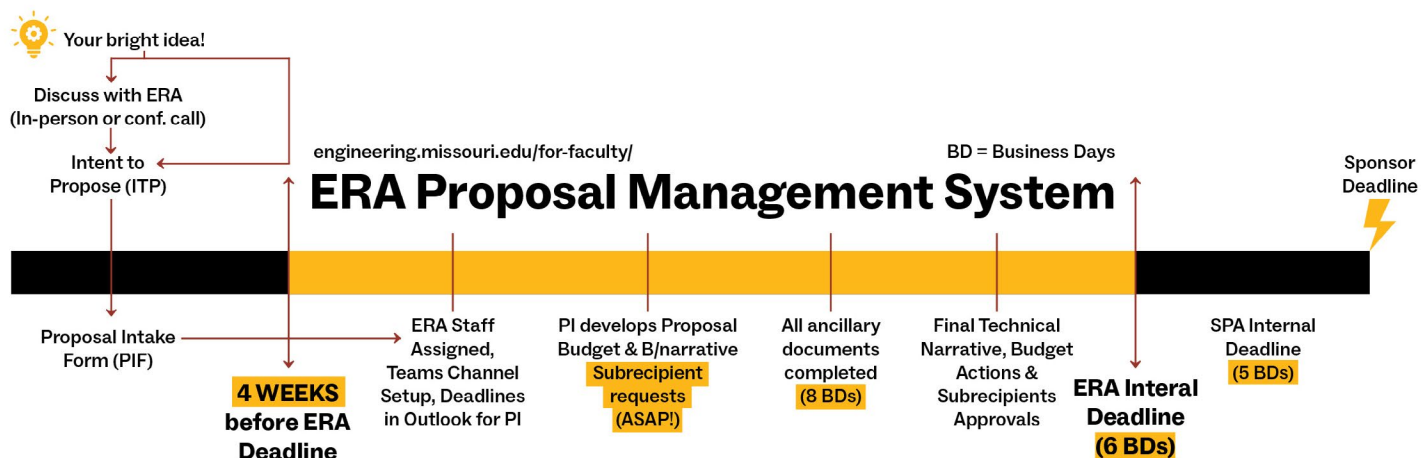 Your bright idea!
Discuss with ERA
(In-person or conf. call)
Intent to
Propose (ITP)
engineering.missouri.edu/for-faculty/
BD = Business Days
ERA Proposal Management System
Sponsor
Deadline
Proposal Intake
Form (PIF)
4 WEEKS
before ERA
Deadline
ERA Staff
Assigned,
Teams Channel
Setup, Deadlines
in Outlook for PI
PI develops Proposal
Budget & B/narrative
Subrecipient
requests
(ASAP!)
All ancillary
documents
completed
(8 BDs)
Final Technical
Narrative, Budget
Actions &
Subrecipients
Approvals
ERA Interal
Deadline
(6 BDs)
SPA Internal
Deadline
(5 BDs)